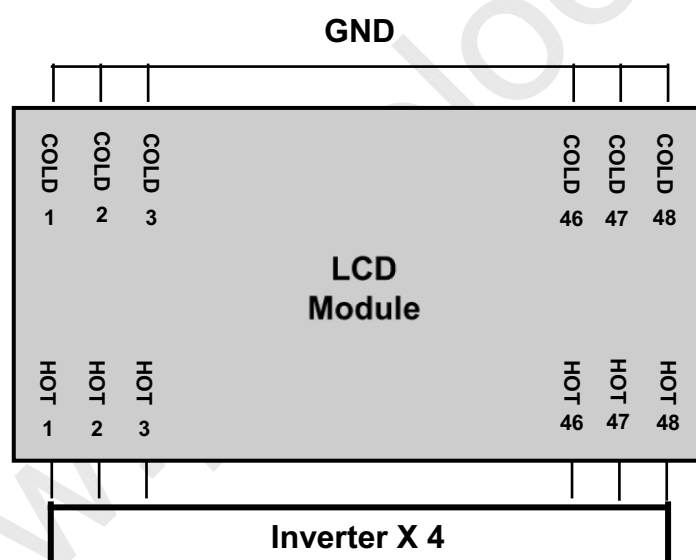 GND
COLD COLD COLD COLD COLD COLD
1 2 3 46 47 48
LCD
Module
HOT HOT HOT HOT HOT HOT
1 2 3 46 47 48
Inverter X 4